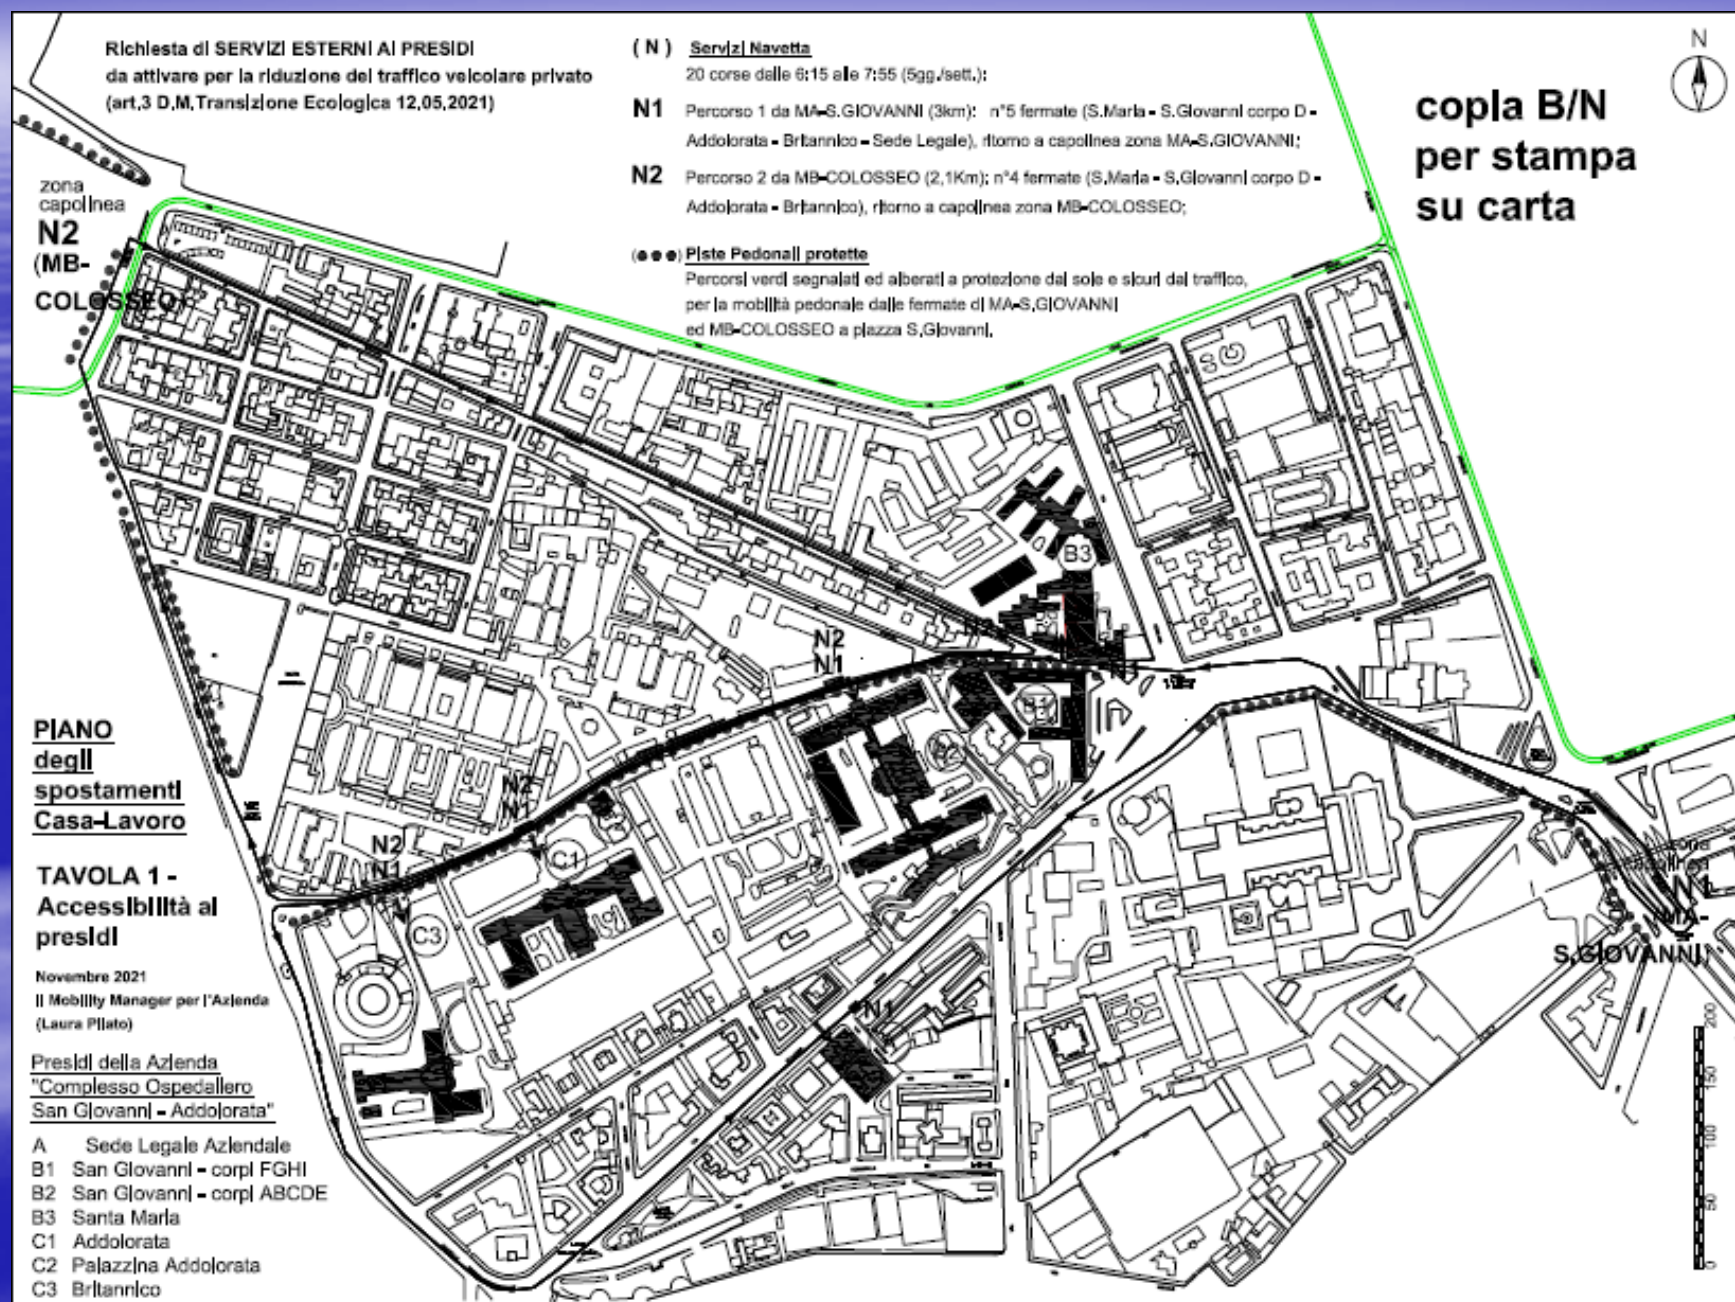 Richiesta di SERVIZI ESTERNI AI PRESIDI
da attivare per la riduzione del traffico veicolare privato
(art.3 D.M.Transizione Ecologica 12.05.2021)
( N ) Servizi Navetta
20 corse dalle 6:15 alle 7:55 (5gg./sett.):
N1 Percorso 1 da MA-S.GIOVANNI (3km): n°5 fermate (S.Maria - S.Giovanni corpo D -
Addolorata - Britannico - Sede Legale), ritorno a capolinea zona MA-S.GIOVANNI;
N2 Percorso 2 da MB-COLOSSEO (2,1Km); n°4 fermate (S.Maria - S.Giovanni corpo D -
Addolorata - Britannico), ritorno a capolinea zona MB-COLOSSEO;
(●●●) Piste Pedonali protette
Percorsi verdi segnalati ed alberati a protezione dal sole e sicuri dal traffico,
per la mobilità pedonale dalle fermate di MA-S.GIOVANNI
ed MB-COLOSSEO a piazza S.Giovanni.
N
copia B/N
per stampa
su carta
zona
capolinea
N2
(MB-
COLOSSEO)
B3
N2
N1
N1
B1
N2
N1
N2
N1
C1
C3
N1
zona
capolinea
N1
(MA-
S.GIOVANNI)
PIANO
degli
spostamenti
Casa-Lavoro
TAVOLA 1 -
Accessibilità ai
presidi
Novembre 2021
Il Mobility Manager per l'Azienda
(Laura Pilato)
Presidi della Azienda
"Complesso Ospedaliero
San Giovanni - Addolorata"
A Sede Legale Aziendale
B1 San Giovanni - corpi FGHI
B2 San Giovanni - corpi ABCDE
B3 Santa Maria
C1 Addolorata
C2 Palazzina Addolorata
C3 Britannico
200
150
100
50
0